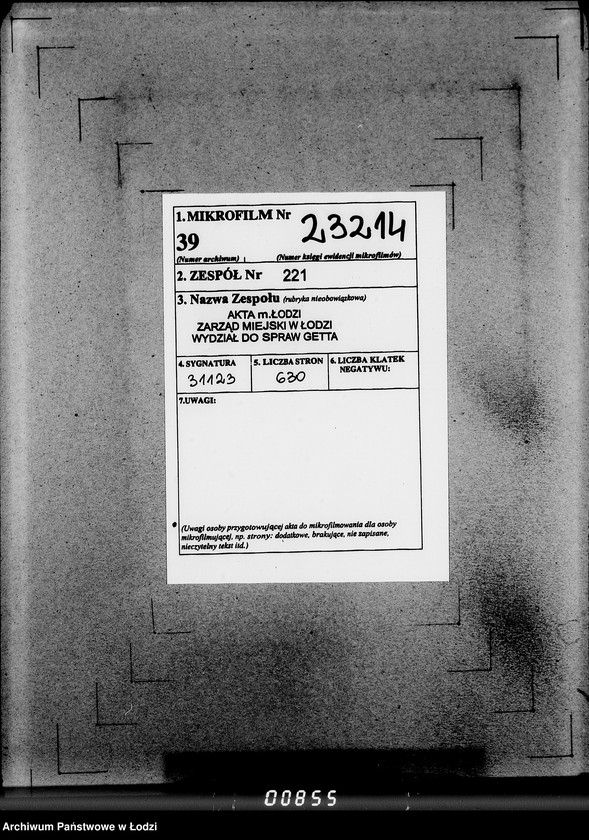 1. MIKROFILM Nr 23214
39
(Numer archiwum) (Numer księgi ewidencji mikrofilmów)
2. ZESPÓŁ Nr 221
3. Nazwa Zespołu (rubryka nieobowiązkowa)
AKTA m.ŁODZI
ZARZĄD MIEJSKI W ŁODZI
WYDZIAŁ DO SPRAW GETTA
4. SYGNATURA 5. LICZBA STRON 6. LICZBA KLATEK
NEGATYWU:
31123 630
7.UWAGI:
(Uwagi osoby przygotowującej akta do mikrofilmowania dla osoby
mikrofilmującej, np. strony: dodatkowe, brakujące, nie zapisane,
nieczytelny tekst itd.)
00855
Archiwum Państwowe w Łodzi